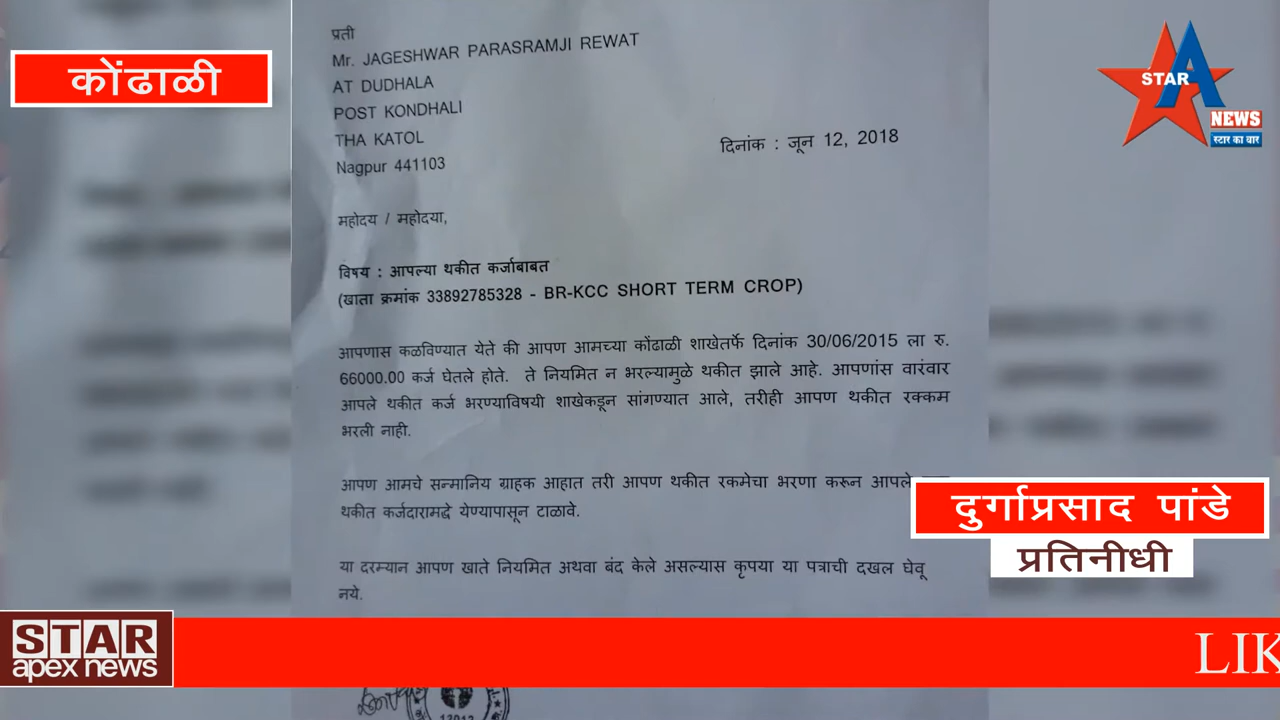 कोंढाळी
STAR
A
NEWS
स्टार का वार
प्रती
Mr. JAGESHWAR PARASRAMJI REWAT
AT DUDHALA
POST KONDHALI
THA KATOL
Nagpur 441103
दिनांक : जून 12, 2018
महोदय / महोदया,
विषय : आपल्या थकीत कर्जाबाबत
(खाता क्रमांक 33892785328 - BR-KCC SHORT TERM CROP)
आपणास कळविण्यात येते की आपण आमच्या कोंढाळी शाखेतर्फे दिनांक 30/06/2015 ला रु.
66000.00 कर्ज घेतले होते. ते नियमित न भरल्यामुळे थकीत झाले आहे. आपणांस वारंवार
आपले थकीत कर्ज भरण्याविषयी शाखेकडून सांगण्यात आले, तरीही आपण थकीत रक्कम
भरली नाही.
आपण आमचे सन्मानिय ग्राहक आहात तरी आपण थकीत रकमेचा भरणा करून आपले
थकीत कर्जदारामद्धे येण्यापासून टाळावे.
या दरम्यान आपण खाते नियमित अथवा बंद केले असल्यास कृपया या पत्राची दखल घेवू
नये.
दुर्गाप्रसाद पांडे
प्रतिनीधी
STAR
apex news
LIK